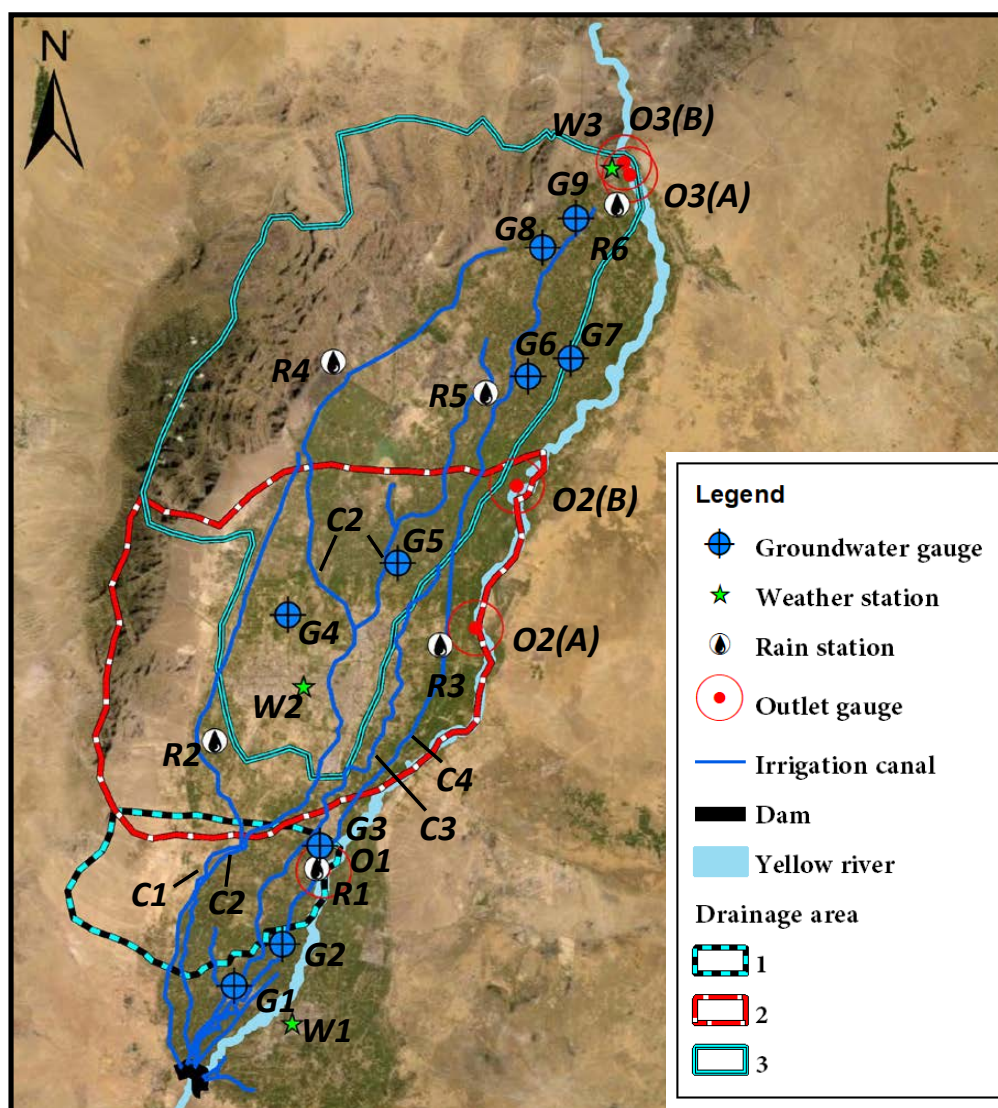 N
W3
O3(B)
G9
O3(A)
G8
R6
G7
G6
R4
R5
O2(B)
C2
G5
G4
O2(A)
R3
W2
R2
C4
C3
G3
O1
C1
C2
R1
G2
G1
W1
Legend
Groundwater gauge
Weather station
Rain station
Outlet gauge
Irrigation canal
Dam
Yellow river
Drainage area
1
2
3